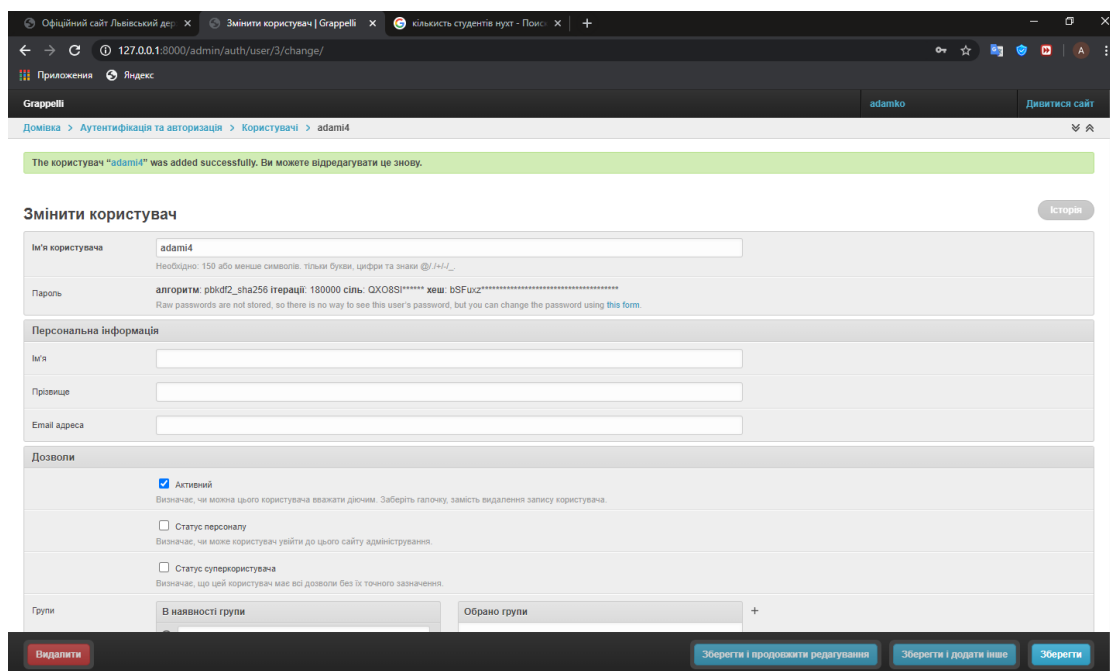 Офіційний сайт Львівський дер
Змінити користувач | Grappelli
кількисть студентів нухт - Поис
127.0.0.1:8000/admin/auth/user/3/change/
Приложения Яндекс
Grappelli adamko Дивитися сайт
Домівка > Аутентифікація та авторизація > Користувачі > adami4
The користувач “adami4” was added successfully. Ви можете відредагувати це знову.
Змінити користувач Історія
Ім'я користувача adami4
Необхідно: 150 або менше символів. тільки букви, цифри та знаки @/./+/-/_.
Пароль алгоритм: pbkdf2_sha256 ітерації: 180000 сіль: QXO8SI****** хеш: bSFuxz**************************************
Raw passwords are not stored, so there is no way to see this user's password, but you can change the password using this form.
Персональна інформація
Ім'я
Прізвище
Email адреса
Дозволи
Активний
Визначає, чи можна цього користувача вважати діючим. Заберіть галочку, замість видалення запису користувача.
Статус персоналу
Визначає, чи може користувач увійти до цього сайту адміністрування.
Статус суперкористувача
Визначає, що цей користувач має всі дозволи без їх точного зазначення.
Групи В наявності групи Обрано групи +
Видалити Зберегти і продовжити редагування Зберегти і додати інше Зберегти